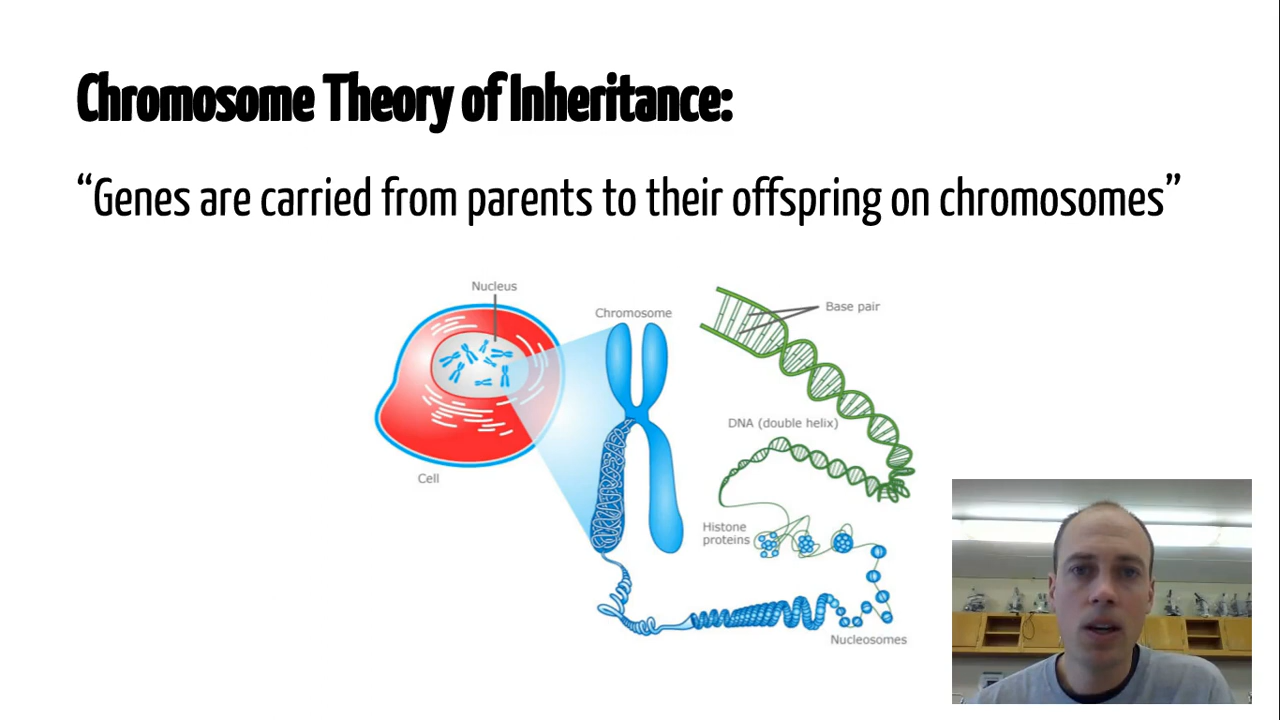 Chromosome Theory of Inheritance:
“Genes are carried from parents to their offspring on chromosomes”
Nucleus
Chromosome
Base pair
DNA (double helix)
Cell
Histone
proteins
Nucleosomes